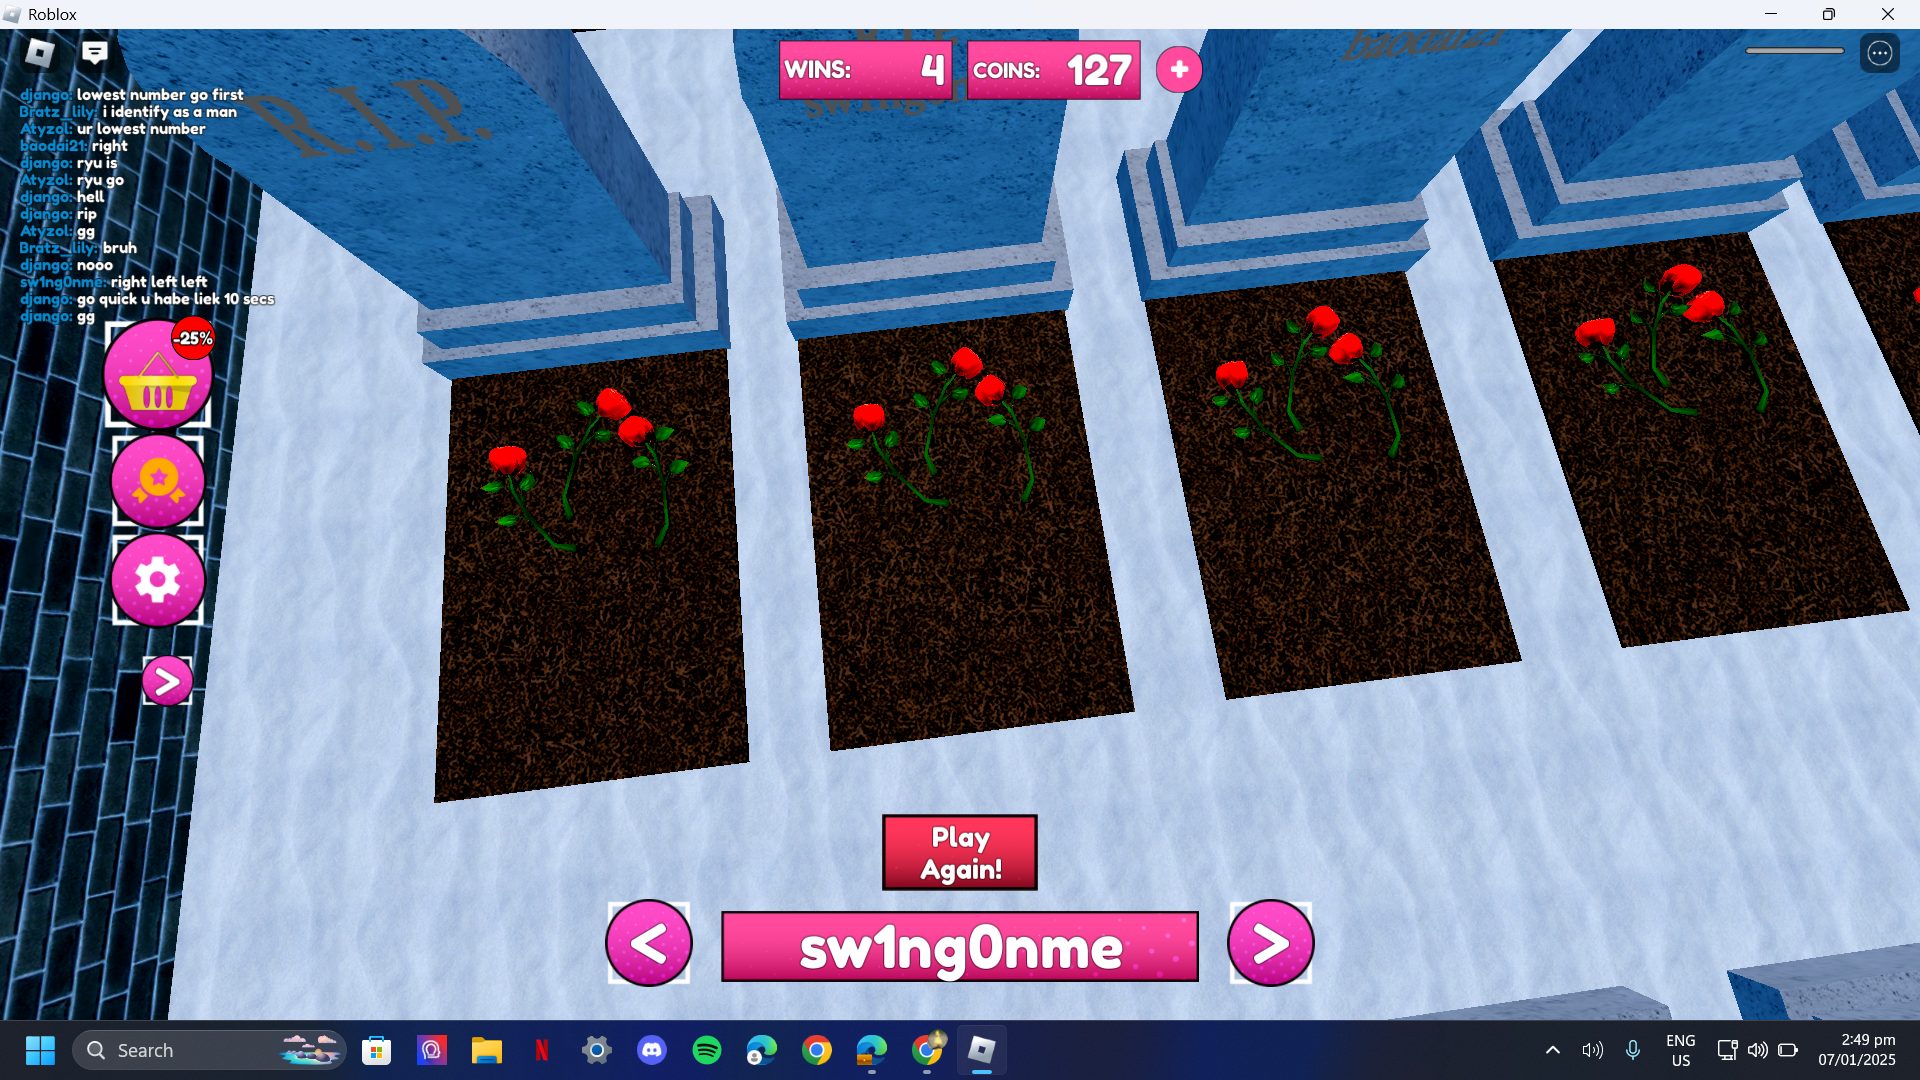 Roblox
WINS: 4
COINS: 127
+
django: lowest number go first
Bratz_lily: i identify as a man
Atyzol: ur lowest number
baodai21: right
django: ryu is
Atyzol: ryu go
django: hell
django: rip
Atyzol: gg
Bratz_lily: bruh
django: nooo
sw1ng0nme: right left left
django: go quick u habe liek 10 secs
django: gg
R.I.P.
baodai21
-25%
>
Play
Again!
<
sw1ng0nme
>
Search
ENG
US
2:49 pm
07/01/2025